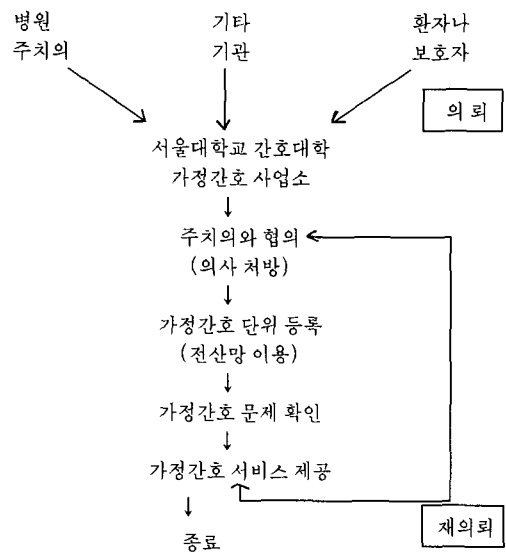 병원 기타 환자나
주치의 기관 보호자
의뢰
서울대학교 간호대학
가정간호 사업소
주치의와 협의
(의사 처방)
가정간호 단위 등록
(전산망 이용)
가정간호 문제 확인
가정간호 서비스 제공
재의뢰
종료